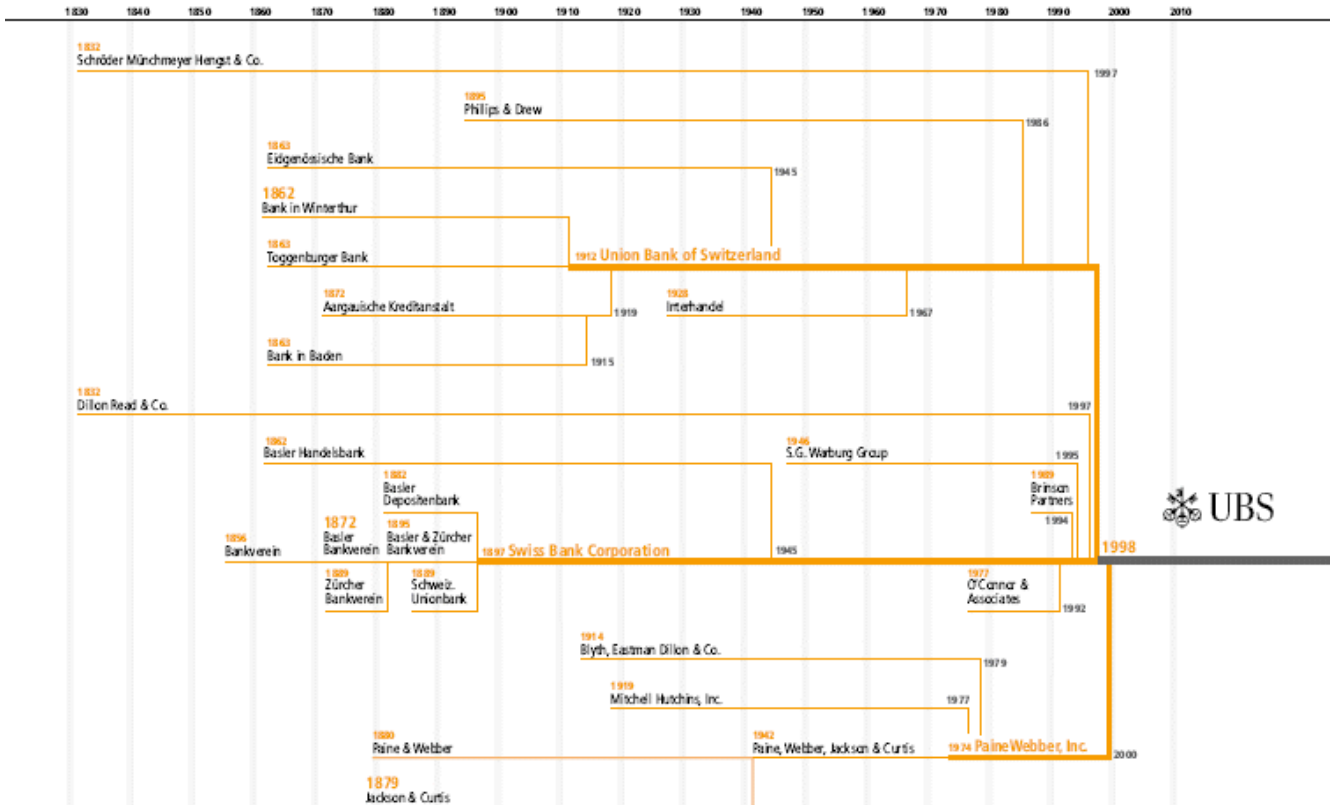 1830 1840 1850 1860 1870 1880 1890 1900 1910 1920 1930 1940 1950 1960 1970 1980 1990 2000 2010
1832
Schröder Münchmeyer Hengst & Co.
1997
1895
Phillips & Drew
1986
1863
Eidgenössische Bank
1945
1862
Bank in Winterthur
1863
Toggenburger Bank
1912 Union Bank of Switzerland
1872
Aargauische Kreditanstalt
1919
1928
Interhandel
1967
1863
Bank in Baden
1915
1832
Dillon Read & Co.
1997
1862
Basler Handelsbank
1946
S.G. Warburg Group
1995
1882
Basler
Depositenbank
1989
Brinson
Partners
1994
UBS
1856
Bankverein
1872
Basler
Bankverein
1895
Basler & Zürcher
Bankverein
1897 Swiss Bank Corporation
1945
1998
1889
Zürcher
Bankverein
1889
Schweiz.
Unionbank
1977
O'Connor &
Associates
1992
1914
Blyth, Eastman Dillon & Co.
1979
1919
Mitchell Hutchins, Inc.
1977
1880
Paine & Webber
1942
Paine, Webber, Jackson & Curtis
1974 PaineWebber, Inc.
2000
1879
Jackson & Curtis